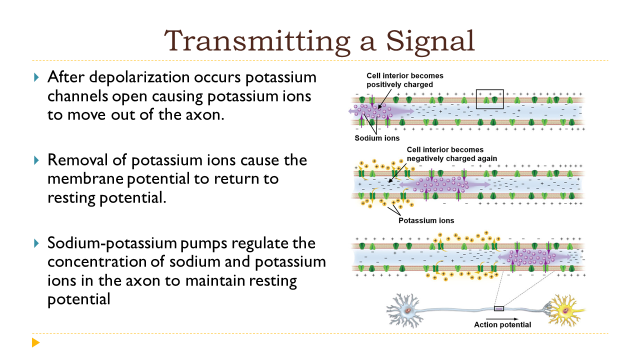 Transmitting a Signal
After depolarization occurs potassium
channels open causing potassium ions
to move out of the axon.
Removal of potassium ions cause the
membrane potential to return to
resting potential.
Sodium-potassium pumps regulate the
concentration of sodium and potassium
ions in the axon to maintain resting
potential
Cell interior becomes
positively charged
Sodium ions
Cell interior becomes
negatively charged again
Potassium ions
Action potential